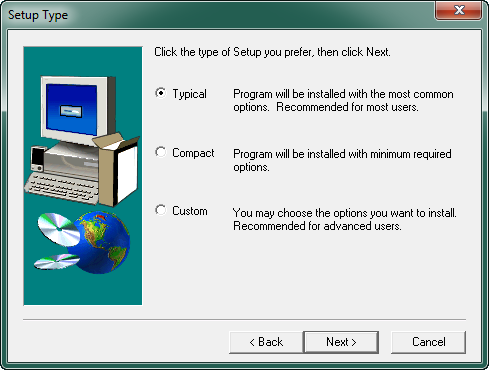 Setup Type
Click the type of Setup you prefer, then click Next.
Typical Program will be installed with the most common
options. Recommended for most users.
Compact Program will be installed with minimum required
options.
Custom You may choose the options you want to install.
Recommended for advanced users.
< Back Next > Cancel